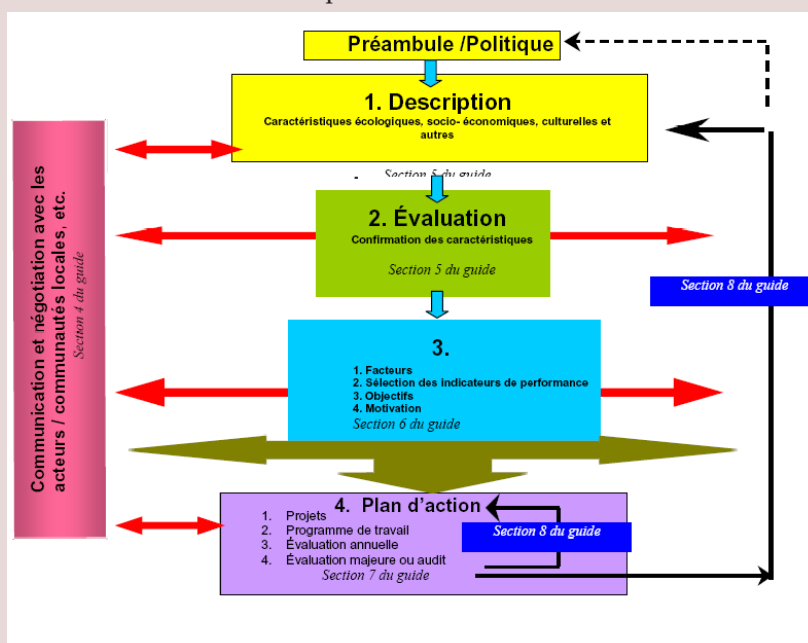 Préambule /Politique
1. Description
Caractéristiques écologiques, socio- économiques, culturelles et
autres
Section 5 du guide
Communication et négotiation avec les
acteurs / communautés locales, etc.
Section 4 du guide
2. Évaluation
Confirmation des caractéristiques
Section 5 du guide
Section 8 du guide
3.
1. Facteurs
2. Sélection des indicateurs de performance
3. Objectifs
4. Motivation
Section 6 du guide
4. Plan d'action
1. Projets
2. Programme de travail
3. Évaluation annuelle
4. Évaluation majeure ou audit
Section 7 du guide
Section 8 du guide